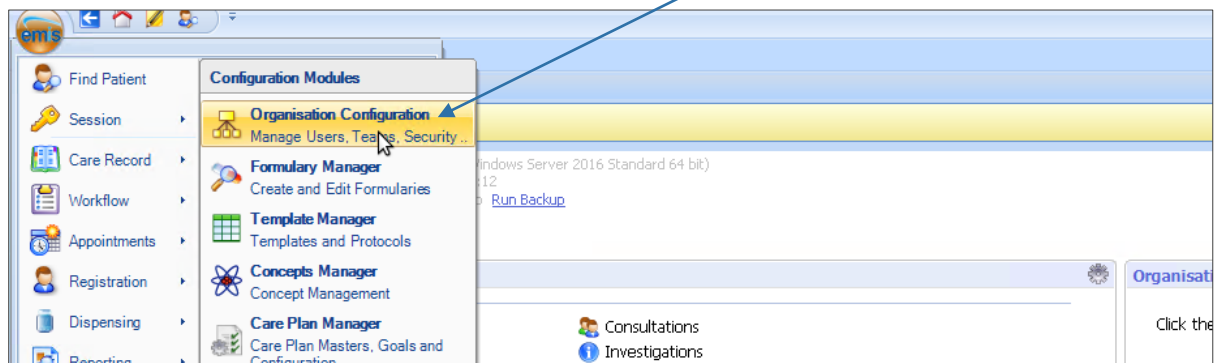 emis
Find Patient
Session
Care Record
Workflow
Appointments
Registration
Dispensing
Reporting
Configuration Modules
Organisation Configuration
Manage Users, Teams, Security ..
Formulary Manager
Create and Edit Formularies
Template Manager
Templates and Protocols
Concepts Manager
Concept Management
Care Plan Manager
Care Plan Masters, Goals and
Configuration
Windows Server 2016 Standard 64 bit)
:12
Run Backup
Consultations
Investigations
Organisati
Click the